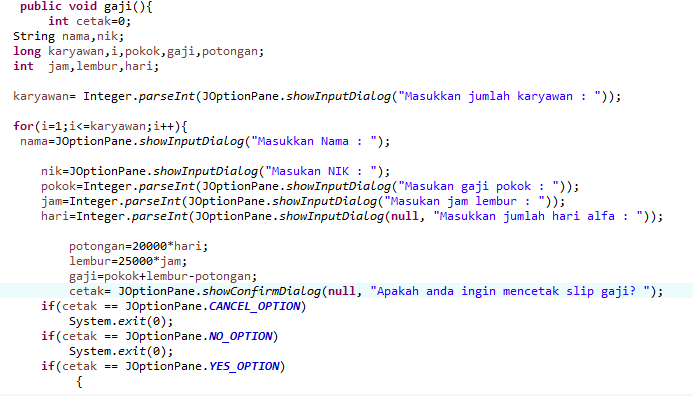 public void gaji(){
int cetak=0;
String nama,nik;
long karyawan,i,pokok,gaji,potongan;
int  jam,lembur,hari;
karyawan= Integer.parseInt(JOptionPane.showInputDialog("Masukkan jumlah karyawan : "));
for(i=1;i<=karyawan;i++){
nama=JOptionPane.showInputDialog("Masukkan Nama : ");
nik=JOptionPane.showInputDialog("Masukan NIK : ");
pokok=Integer.parseInt(JOptionPane.showInputDialog("Masukan gaji pokok : "));
jam=Integer.parseInt(JOptionPane.showInputDialog("Masukan jam lembur : "));
hari=Integer.parseInt(JOptionPane.showInputDialog(null, "Masukkan jumlah hari alfa : "));
potongan=20000*hari;
lembur=25000*jam;
gaji=pokok+lembur-potongan;
cetak= JOptionPane.showConfirmDialog(null, "Apakah anda ingin mencetak slip gaji? ");
if(cetak == JOptionPane.CANCEL_OPTION)
System.exit(0);
if(cetak == JOptionPane.NO_OPTION)
System.exit(0);
if(cetak == JOptionPane.YES_OPTION)
{